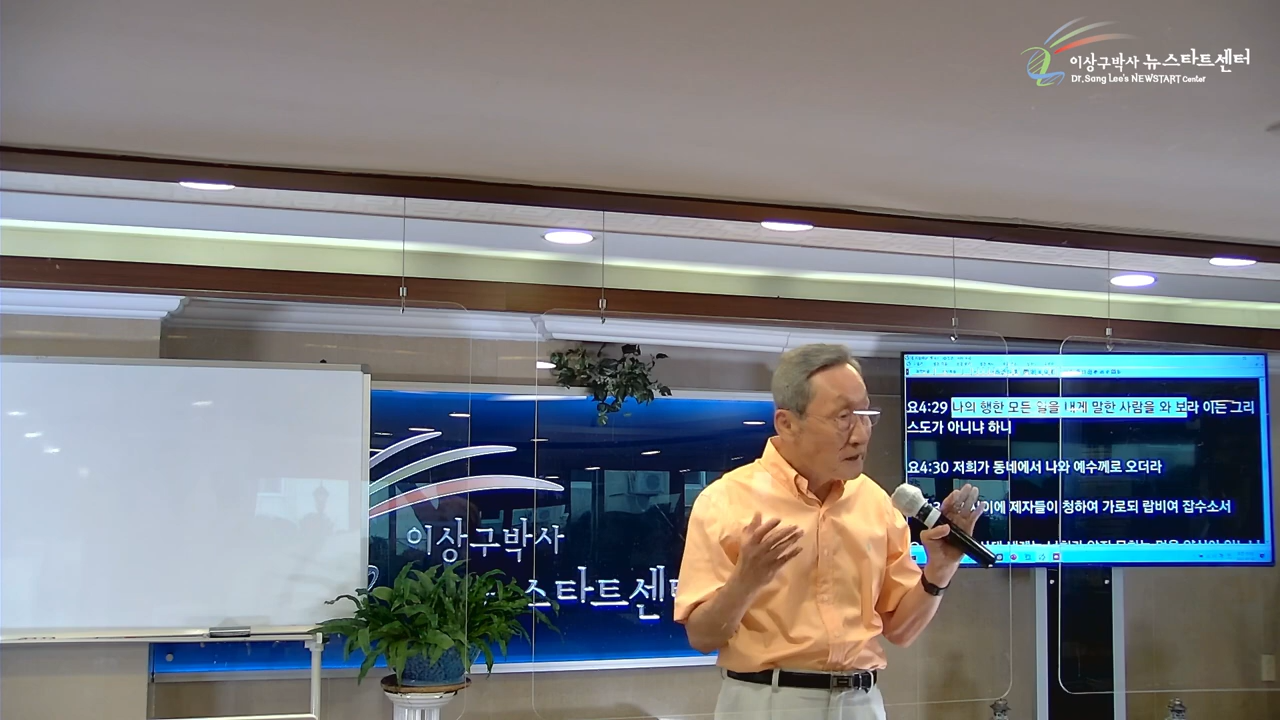 이상구박사 뉴스타트센터
Dr. Sang Lee's NEWSTART Center
요4:29 나의 행한 모든 일을 내게 말한 사람을 와 보라 이는 그리
스도가 아니냐 하니
요4:30 저희가 동네에서 나와 예수께로 오더라
제자들이 청하여 가로되 랍비여 잡수소서
이상구박사
스타트센